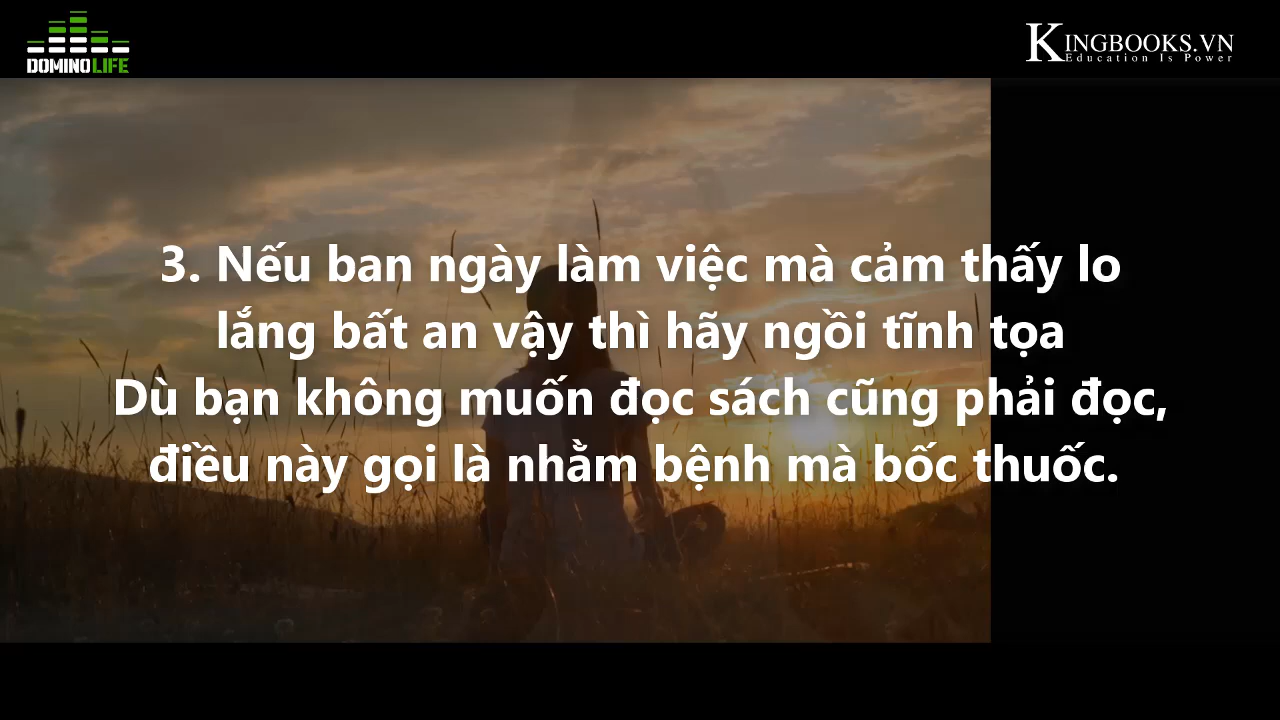 DOMINO LIFE
KINGBOOKS.VN
Education Is Power
3. Nếu ban ngày làm việc mà cảm thấy lo
lắng bất an vậy thì hãy ngồi tĩnh tọa
Dù bạn không muốn đọc sách cũng phải đọc,
điều này gọi là nhằm bệnh mà bốc thuốc.